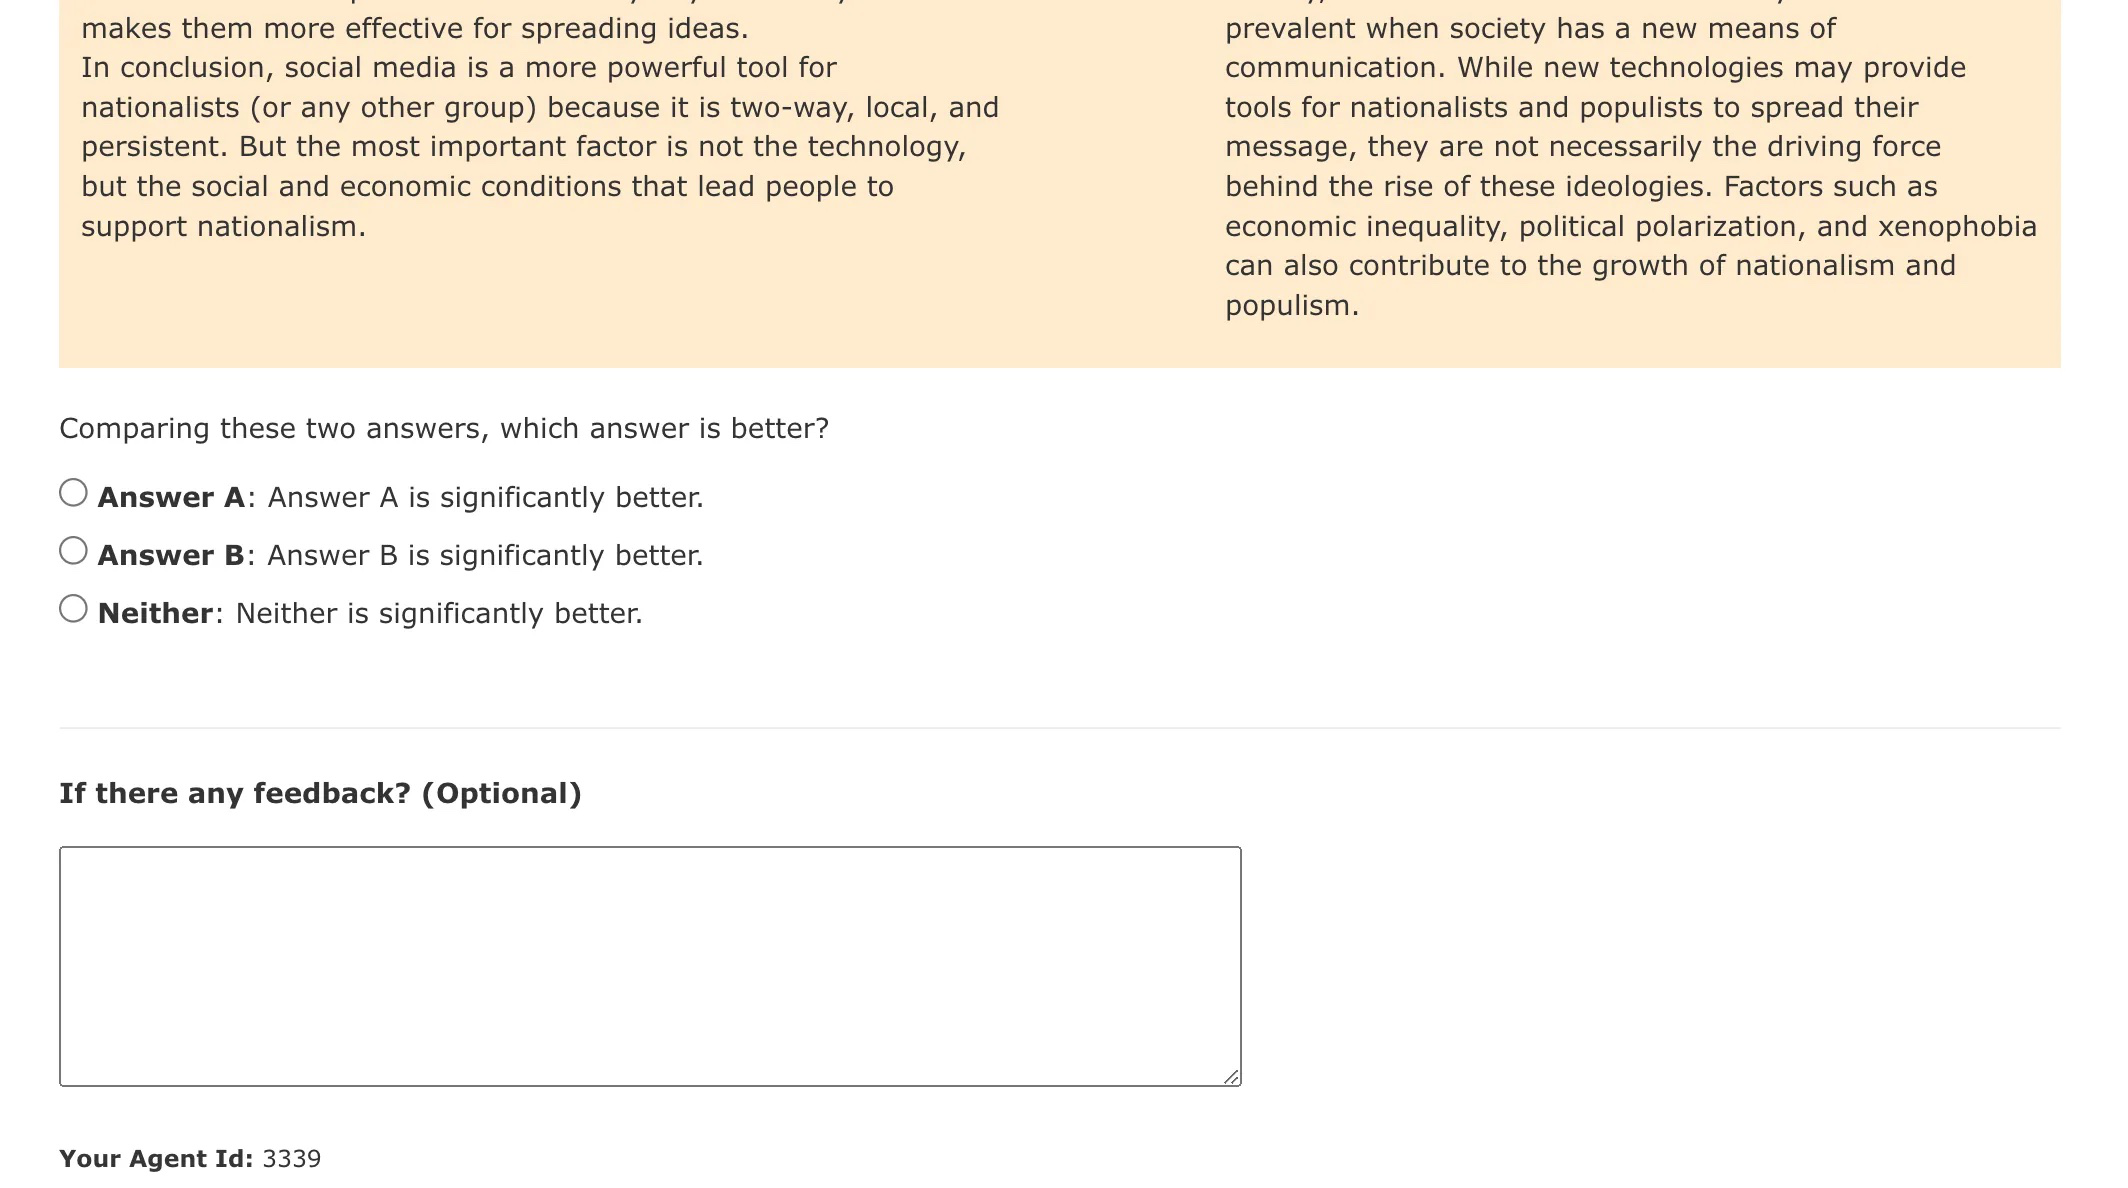 makes them more effective for spreading ideas.
In conclusion, social media is a more powerful tool for
nationalists (or any other group) because it is two-way, local, and
persistent. But the most important factor is not the technology,
but the social and economic conditions that lead people to
support nationalism.
prevalent when society has a new means of
communication. While new technologies may provide
tools for nationalists and populists to spread their
message, they are not necessarily the driving force
behind the rise of these ideologies. Factors such as
economic inequality, political polarization, and xenophobia
can also contribute to the growth of nationalism and
populism.
Comparing these two answers, which answer is better?
Answer A: Answer A is significantly better.
Answer B: Answer B is significantly better.
Neither: Neither is significantly better.
If there any feedback? (Optional)
Your Agent Id: 3339